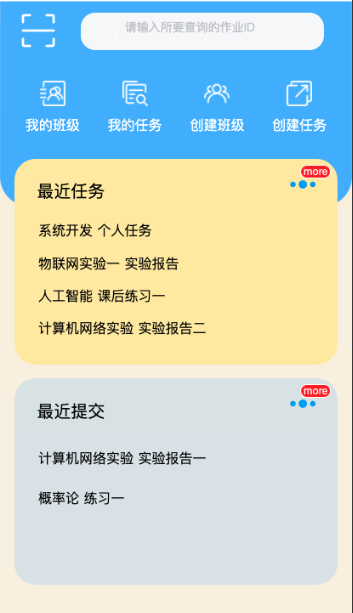 请输入所要查询的作业ID
我的班级 我的任务 创建班级 创建任务
more
最近任务
系统开发 个人任务
物联网实验一 实验报告
人工智能 课后练习一
计算机网络实验 实验报告二
more
最近提交
计算机网络实验 实验报告一
概率论 练习一